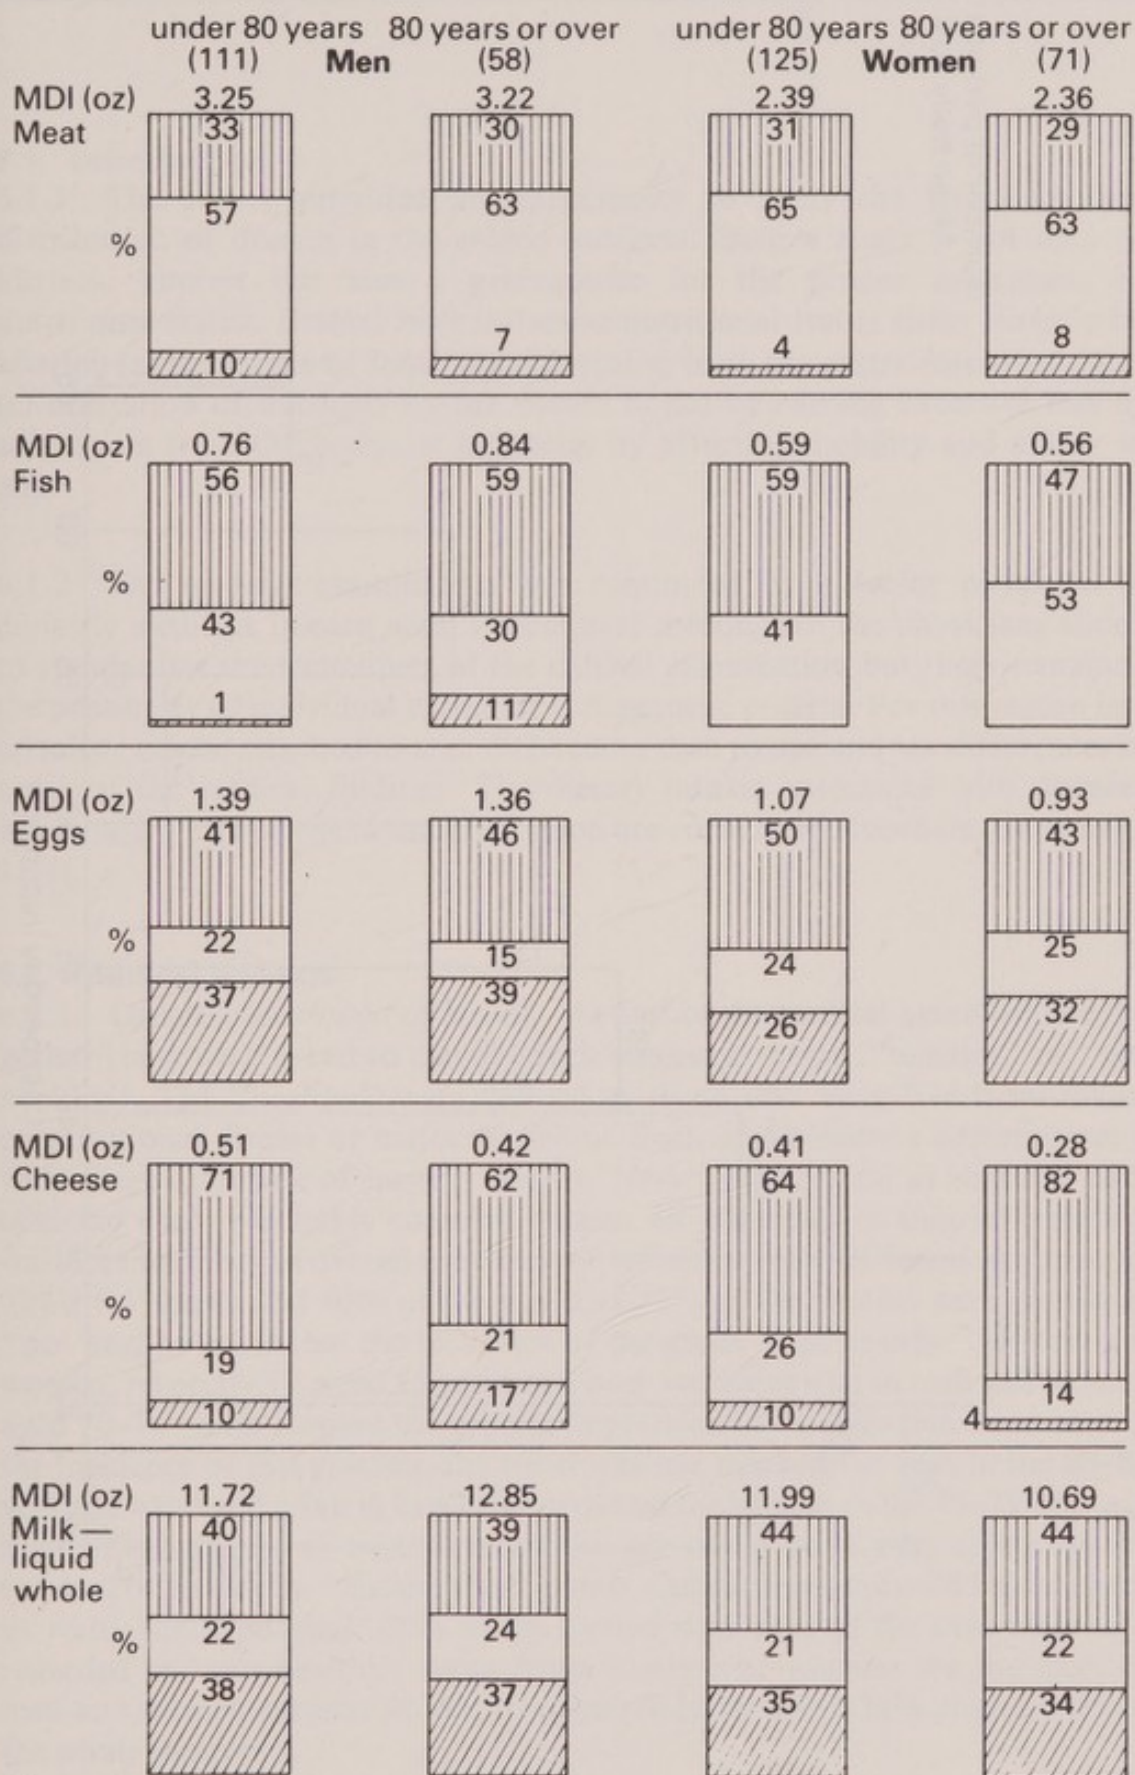 under 80 years 80 years or over under 80 years 80 years or over
(111) Men (58) (125) Women (71)
MDI (oz) 3.25 3.22 2.39 2.36
Meat 33 30 31 29
57 63 65 63
%
10 7 4 8
MDI (oz) 0.76 0.84 0.59 0.56
Fish 56 59 59 47
%
43 30 41 53
1 11
MDI (oz) 1.39 1.36 1.07 0.93
Eggs 41 46 50 43
% 22 15 24 25
37 39 26 32
MDI (oz) 0.51 0.42 0.41 0.28
Cheese 71 62 64 82
%
19 21 26 14
10 17 10 4
MDI (oz) 11.72 12.85 11.99 10.69
Milk — 40 39 44 44
liquid
whole
% 22 24 21 22
38 37 35 34